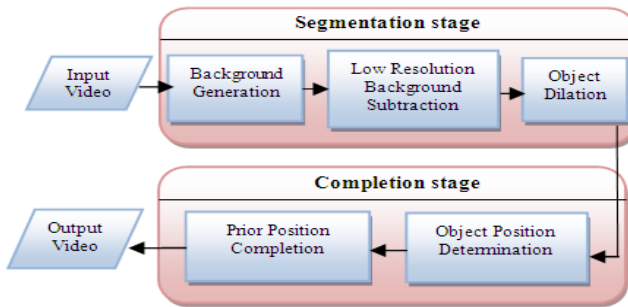 Segmentation stage
Input
Video
Background
Generation
Low Resolution
Background
Subtraction
Object
Dilation
Completion stage
Output
Video
Prior Position
Completion
Object Position
Determination